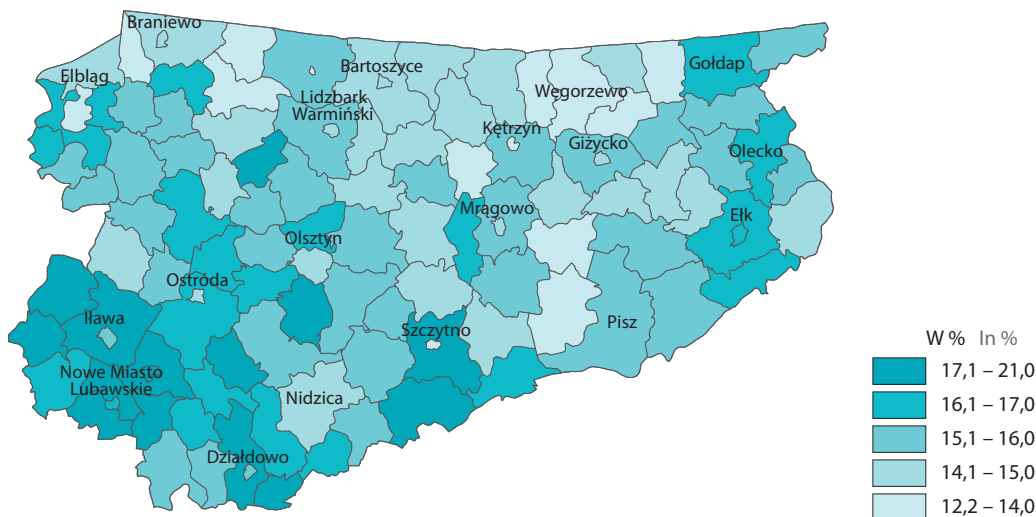 Braniewo
Gołdap
Elbląg
Bartoszyce
Węgorzewo
Lidzbark
Warmiński
Kętrzyn
Giżycko
Olecko
Mrągowo
Ełk
Olsztyn
Ostróda
Iława
Szczytno
Pisz
Nowe Miasto
Lubawskie
Nidzica
Działdowo
W % In %
17,1 – 21,0
16,1 – 17,0
15,1 – 16,0
14,1 – 15,0
12,2 – 14,0